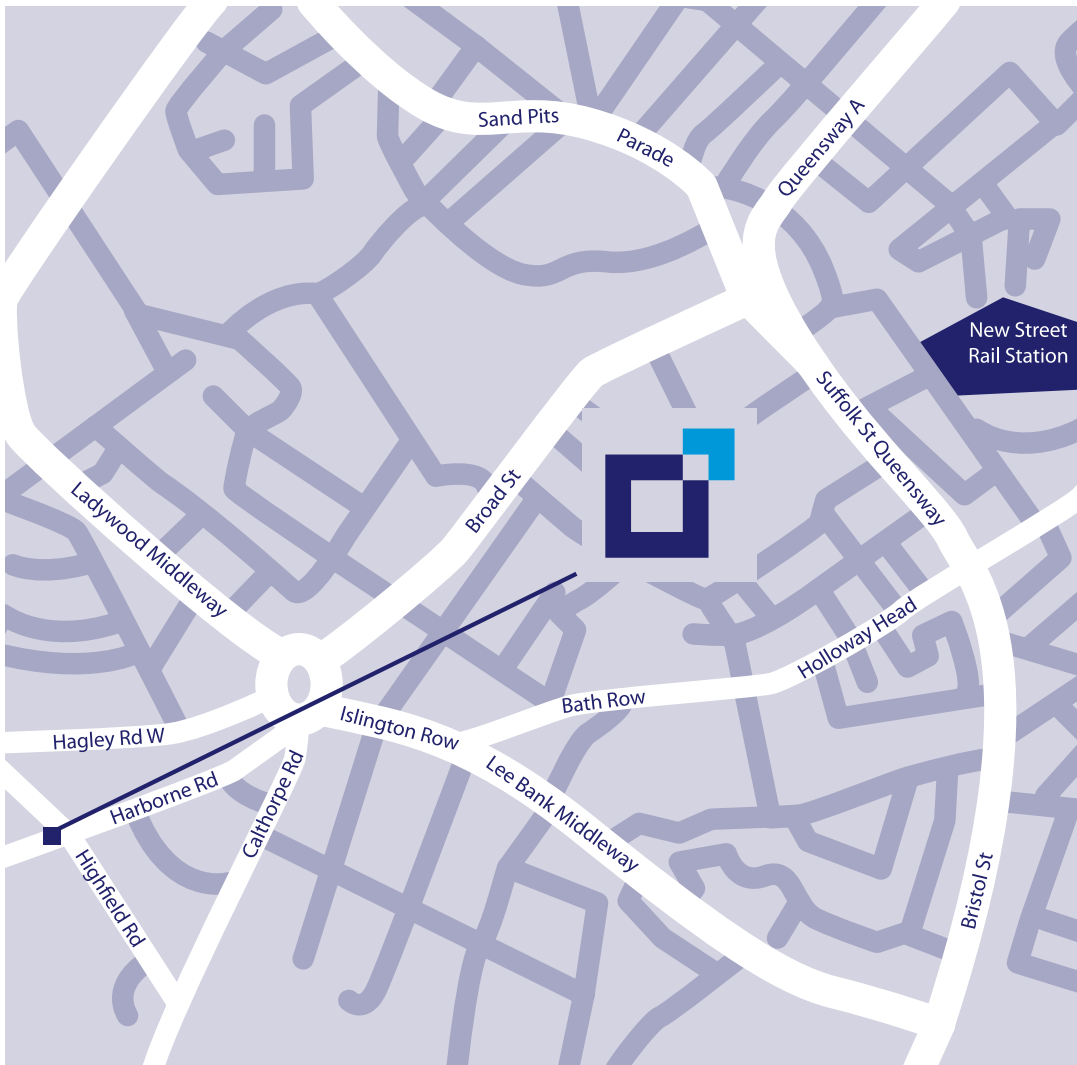 Sand Pits
Parade
Queensway A
New Street
Rail Station
Suffolk St Queensway
Broad St
Ladywood Middleway
Holloway Head
Bath Row
Islington Row
Hagley Rd W
Harborne Rd
Calthorpe Rd
Lee Bank Middleway
Highfield Rd
Bristol St